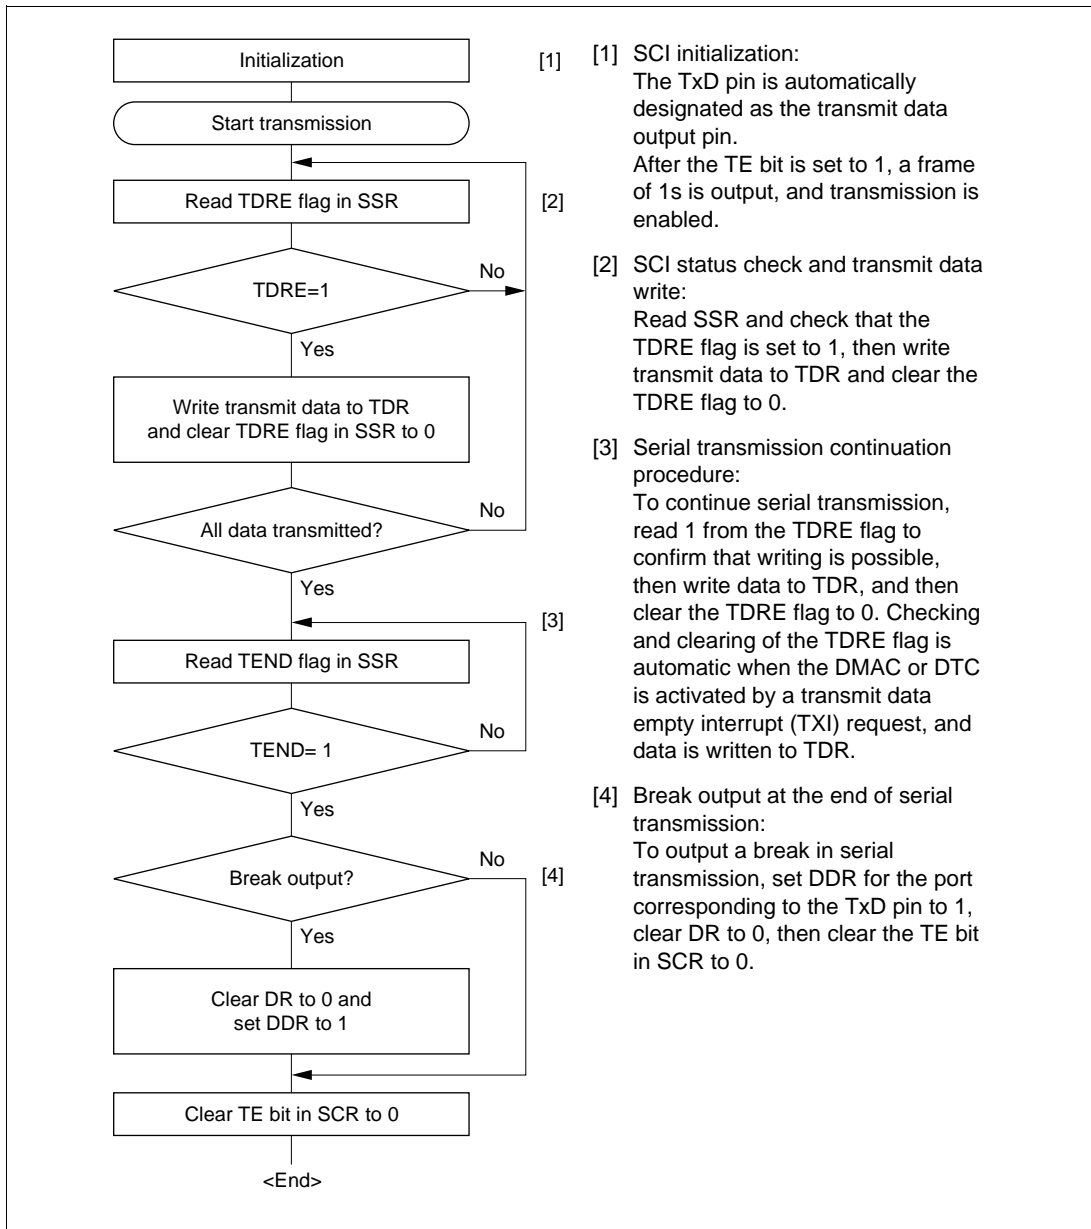 Initialization
[1]
Start transmission
Read TDRE flag in SSR
[2]
TDRE=1
No
Yes
Write transmit data to TDR
and clear TDRE flag in SSR to 0
All data transmitted?
No
Yes
[3]
Read TEND flag in SSR
TEND= 1
No
Yes
Break output?
No
[4]
Yes
Clear DR to 0 and
set DDR to 1
Clear TE bit in SCR to 0
<End>
[1] SCI initialization:
The TxD pin is automatically
designated as the transmit data
output pin.
After the TE bit is set to 1, a frame
of 1s is output, and transmission is
enabled.
[2] SCI status check and transmit data
write:
Read SSR and check that the
TDRE flag is set to 1, then write
transmit data to TDR and clear the
TDRE flag to 0.
[3] Serial transmission continuation
procedure:
To continue serial transmission,
read 1 from the TDRE flag to
confirm that writing is possible,
then write data to TDR, and then
clear the TDRE flag to 0. Checking
and clearing of the TDRE flag is
automatic when the DMAC or DTC
is activated by a transmit data
empty interrupt (TXI) request, and
data is written to TDR.
[4] Break output at the end of serial
transmission:
To output a break in serial
transmission, set DDR for the port
corresponding to the TxD pin to 1,
clear DR to 0, then clear the TE bit
in SCR to 0.